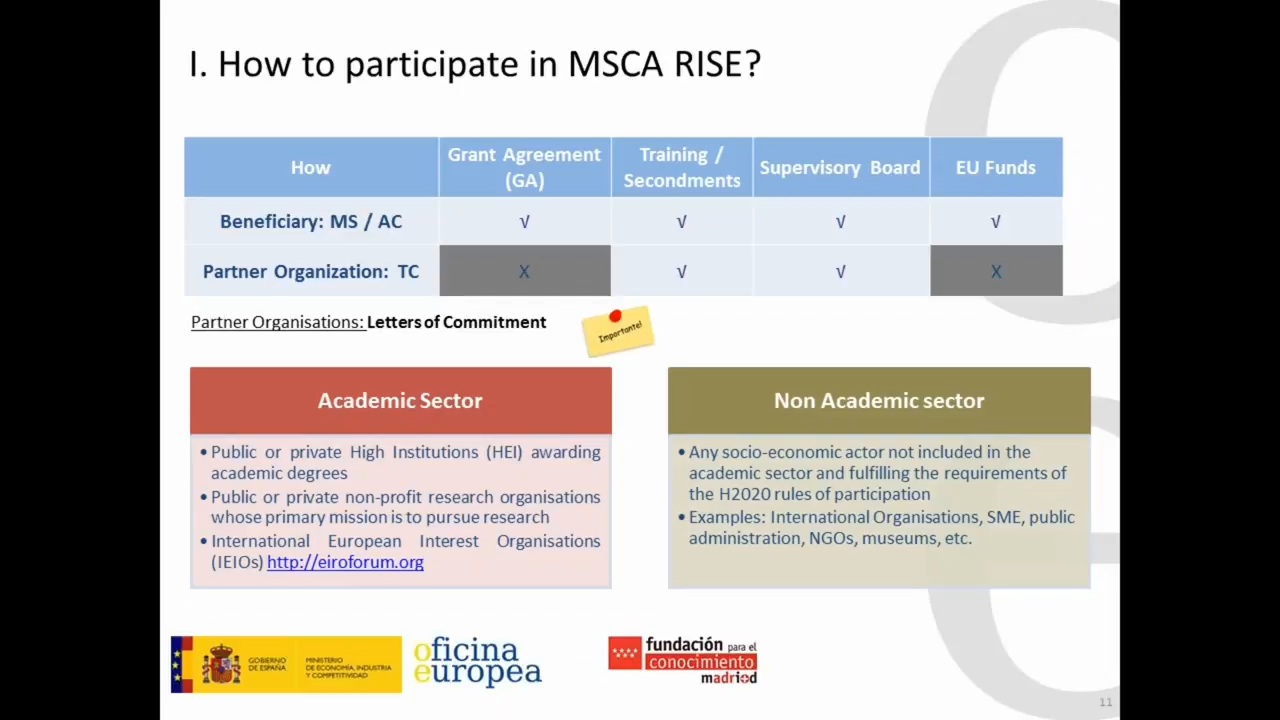 I. How to participate in MSCA RISE?
How
Grant Agreement
(GA)
Training /
Secondments
Supervisory Board
EU Funds
Beneficiary: MS / AC
√
√
√
√
Partner Organization: TC
X
√
√
X
Partner Organisations: Letters of Commitment
Importante!
Academic Sector
• Public or private High Institutions (HEI) awarding
academic degrees
• Public or private non-profit research organisations
whose primary mission is to pursue research
• International European Interest Organisations
(IEIOs) http://eiroforum.org
Non Academic sector
• Any socio-economic actor not included in the
academic sector and fulfilling the requirements of
the H2020 rules of participation
• Examples: International Organisations, SME, public
administration, NGOs, museums, etc.
GOBIERNO
DE ESPAÑA
MINISTERIO
DE ECONOMÍA, INDUSTRIA
Y COMPETITIVIDAD
oficina
europea
fundación para el
conocimiento
madri+d
11